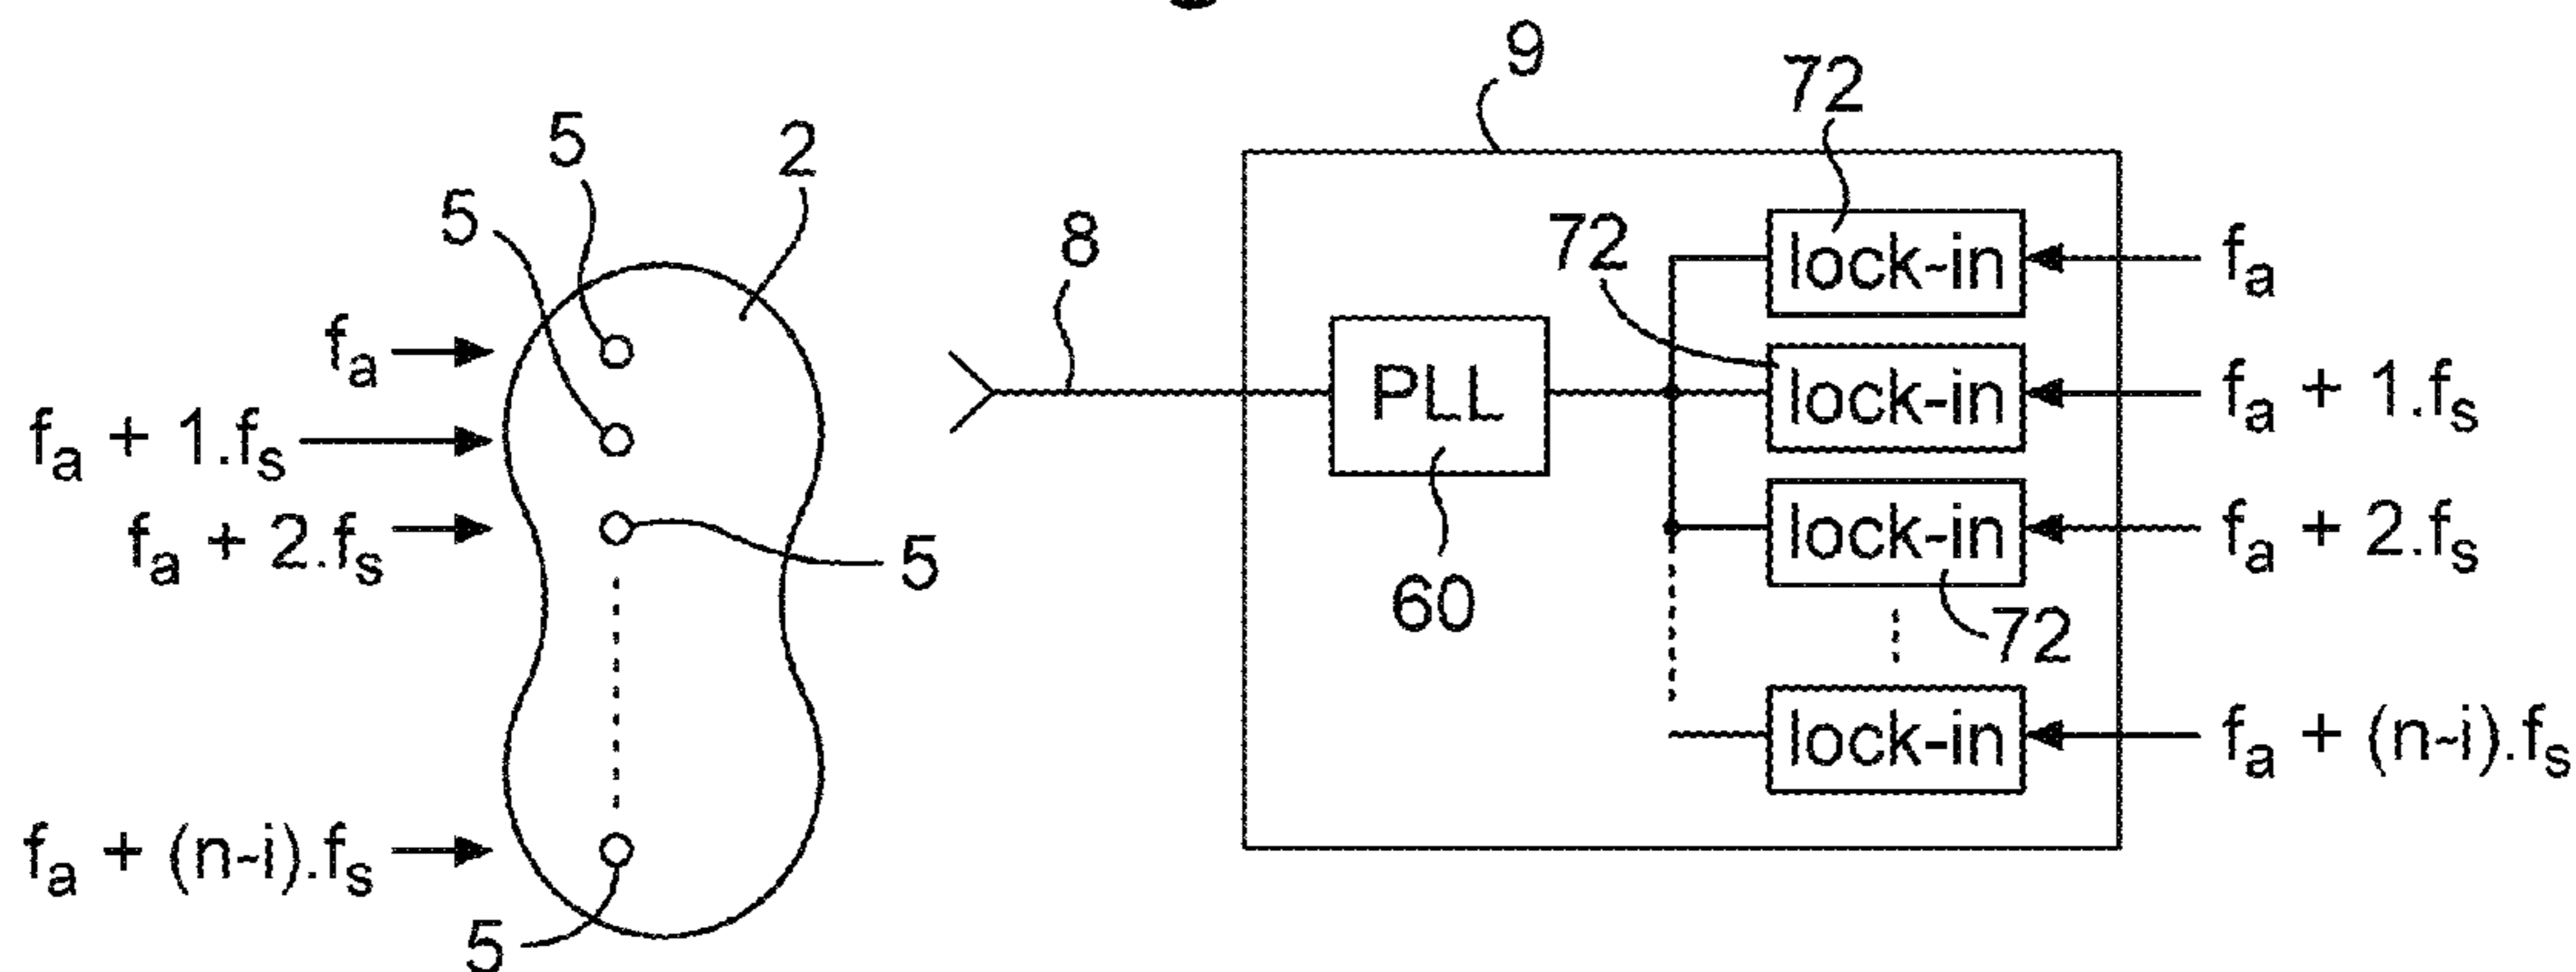 9
72
5
2
5
8
72
lock-in
fa
fa
PLL
lock-in
fa + 1.fs
fa + 1.fs
fa + 2.fs
5
60
lock-in
fa + 2.fs
72
lock-in
fa + (n-i).fs
fa + (n-i).fs
5